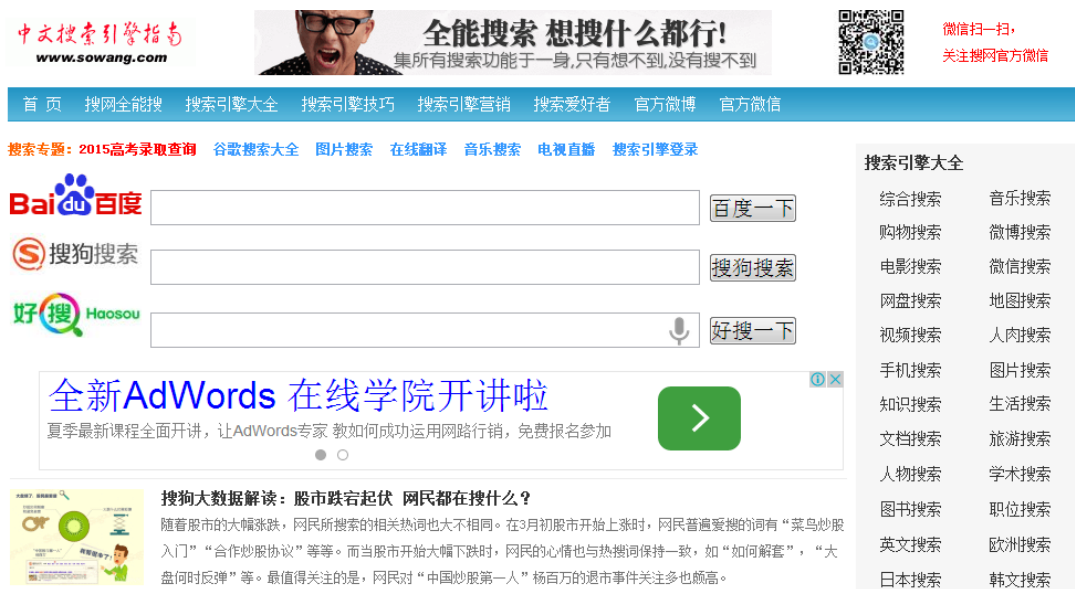 中文搜索引擎指南
www.sowang.com
全能搜索 想搜什么都行!
集所有搜索功能于一身,只有想不到,没有搜不到
微信扫一扫，
关注搜网官方微信
首 页 搜网全能搜 搜索引擎大全 搜索引擎技巧 搜索引擎营销 搜索爱好者 官方微博 官方微信
搜索专题：2015高考录取查询 谷歌搜索大全 图片搜索 在线翻译 音乐搜索 电视直播 搜索引擎登录
Bai du 百度
百度一下
S 搜狗搜索
搜狗搜索
好搜 Haosou
好搜一下
全新AdWords 在线学院开讲啦
夏季最新课程全面开讲，让AdWords专家 教如何成功运用网路行销，免费报名参加
搜狗大数据解读：股市跌宕起伏 网民都在搜什么？
随着股市的大幅涨跌，网民所搜索的相关热词也大不相同。在3月初股市开始上涨时，网民普遍爱搜的词有“菜鸟炒股
入门”“合作炒股协议”等等。而当股市开始大幅下跌时，网民的心情也与热搜词保持一致，如“如何解套”，“大
盘何时反弹”等。最值得关注的是，网民对“中国炒股第一人”杨百万的退市事件关注多也颇高。
搜索引擎大全
综合搜索 音乐搜索
购物搜索 微博搜索
电影搜索 微信搜索
网盘搜索 地图搜索
视频搜索 人肉搜索
手机搜索 图片搜索
知识搜索 生活搜索
文档搜索 旅游搜索
人物搜索 学术搜索
图书搜索 职位搜索
英文搜索 欧洲搜索
日本搜索 韩文搜索